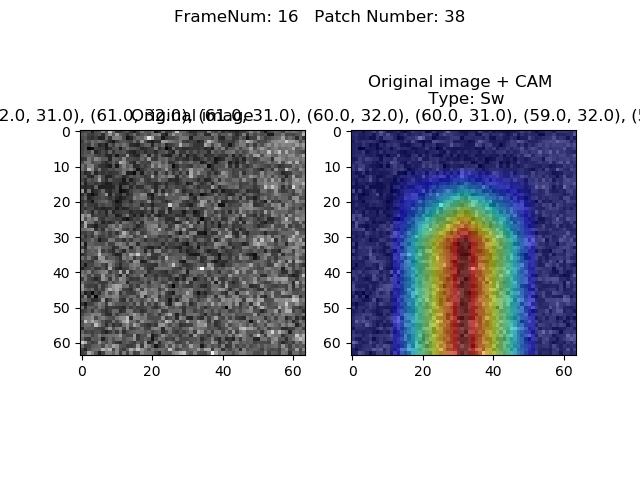 FrameNum: 16   Patch Number: 38
Original image + CAM
Type: Sw
2.0, 31.0), (61.0, 32.0), (61.0, 31.0), (60.0, 32.0), (60.0, 31.0), (59.0, 32.0), (5
Original image
0
10
20
30
40
50
60
0 20 40 60
0
10
20
30
40
50
60
0 20 40 60